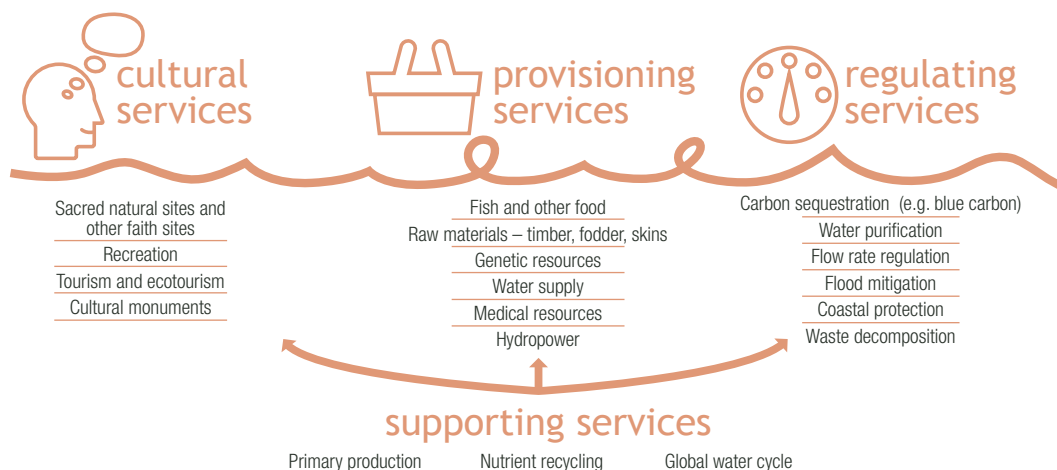 cultural
services
Sacred natural sites and
other faith sites
Recreation
Tourism and ecotourism
Cultural monuments
provisioning
services
Fish and other food
Raw materials – timber, fodder, skins
Genetic resources
Water supply
Medical resources
Hydropower
regulating
services
Carbon sequestration (e.g. blue carbon)
Water purification
Flow rate regulation
Flood mitigation
Coastal protection
Waste decomposition
supporting services
Primary production
Nutrient recycling
Global water cycle